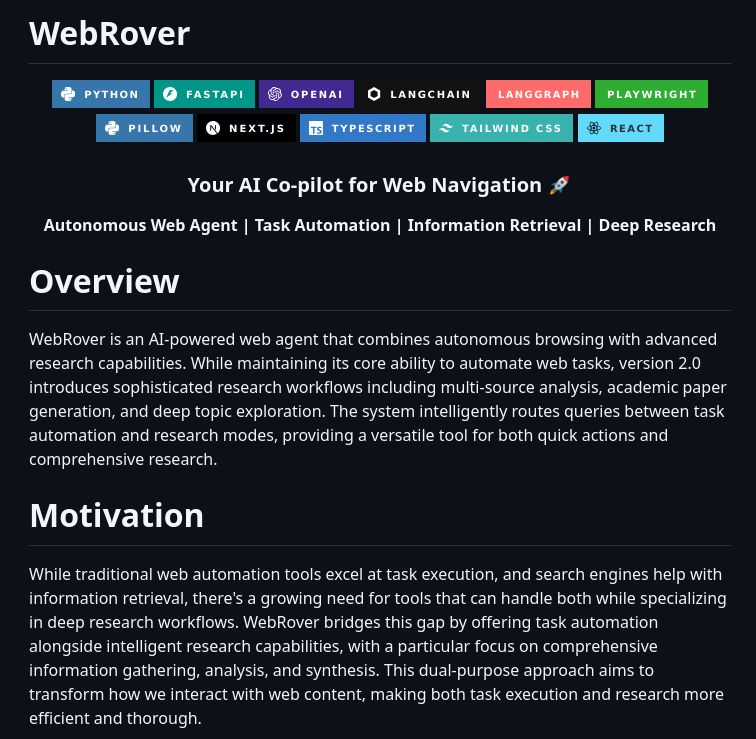 WebRover
PYTHON FASTAPI OPENAI LANGCHAIN LANGGRAPH PLAYWRIGHT
PILLOW NEXT.JS TYPESCRIPT TAILWIND CSS REACT
Your AI Co-pilot for Web Navigation 🚀
Autonomous Web Agent | Task Automation | Information Retrieval | Deep Research
Overview
WebRover is an AI-powered web agent that combines autonomous browsing with advanced
research capabilities. While maintaining its core ability to automate web tasks, version 2.0
introduces sophisticated research workflows including multi-source analysis, academic paper
generation, and deep topic exploration. The system intelligently routes queries between task
automation and research modes, providing a versatile tool for both quick actions and
comprehensive research.
Motivation
While traditional web automation tools excel at task execution, and search engines help with
information retrieval, there's a growing need for tools that can handle both while specializing
in deep research workflows. WebRover bridges this gap by offering task automation
alongside intelligent research capabilities, with a particular focus on comprehensive
information gathering, analysis, and synthesis. This dual-purpose approach aims to
transform how we interact with web content, making both task execution and research more
efficient and thorough.